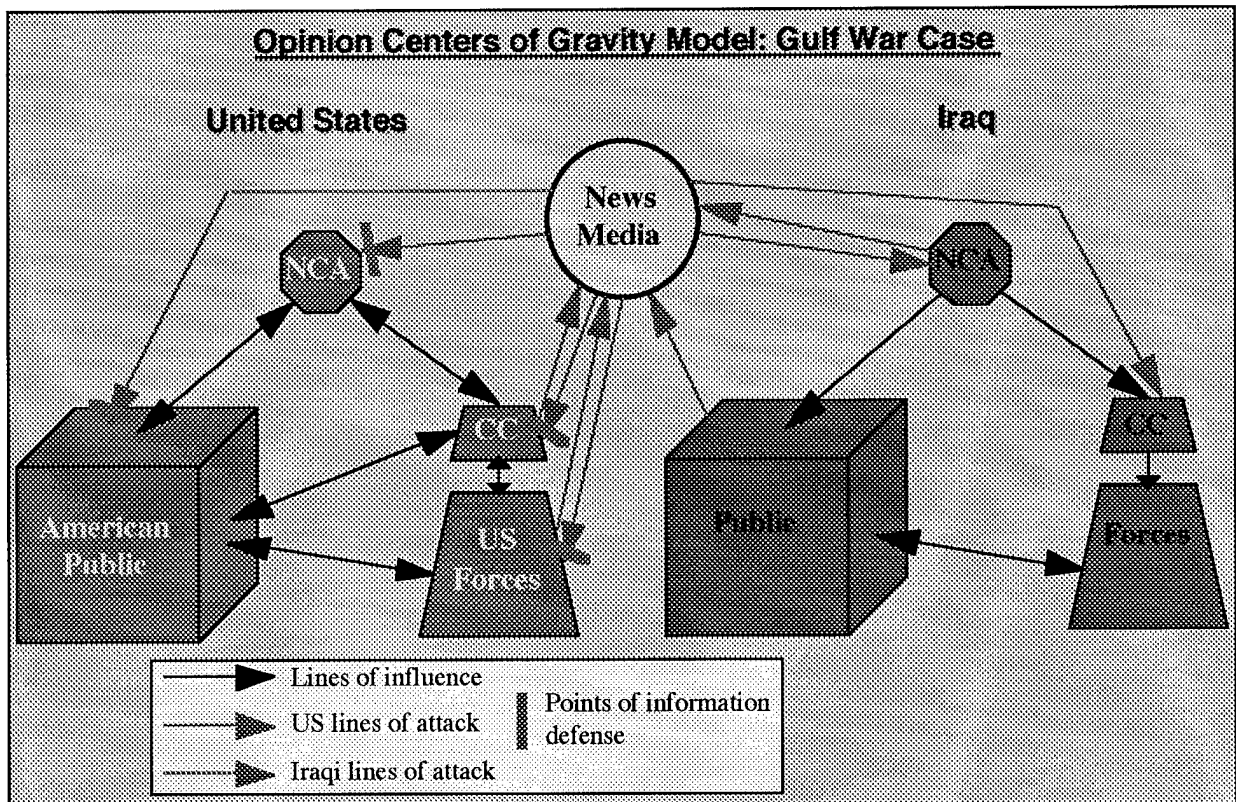 Opinion Centers of Gravity Model: Gulf War Case
United States
Iraq
News
Media
NCA
NCA
CC
CC
American
Public
US
Forces
Public
Forces
Lines of influence
US lines of attack
Iraqi lines of attack
Points of information
defense